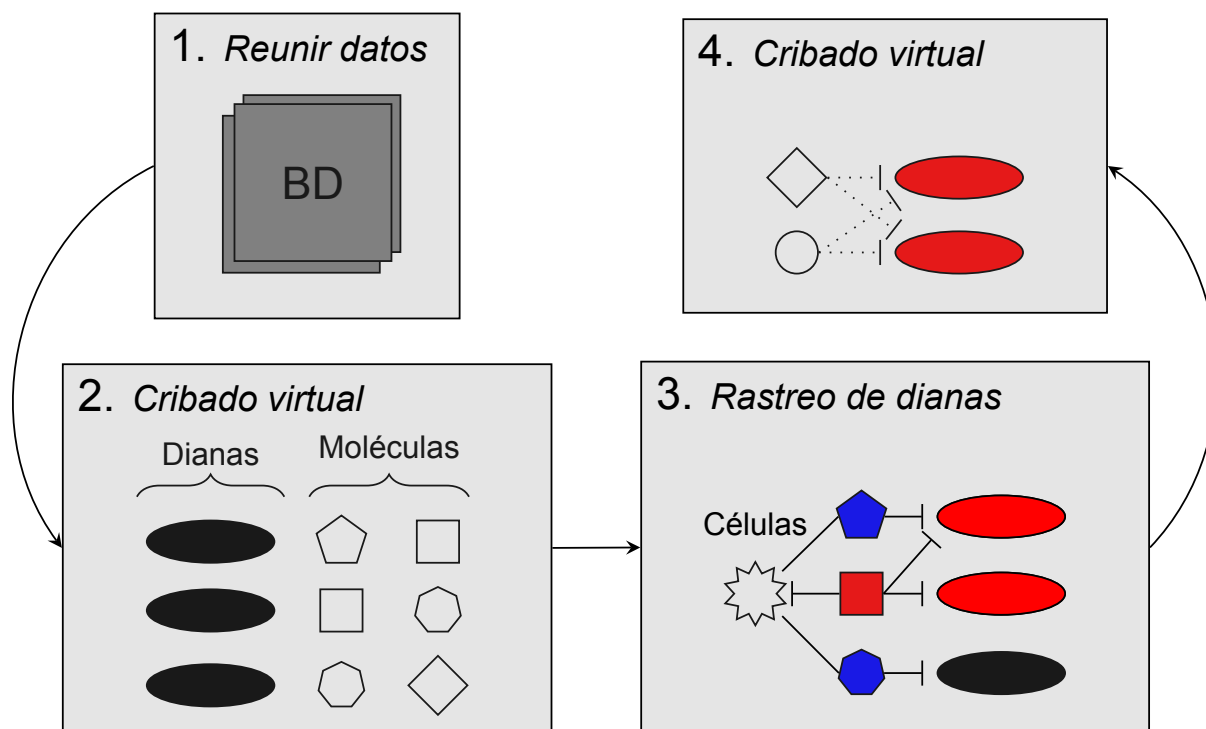 1. Reunir datos
BD
2. Cribado virtual
Dianas
Moléculas
3. Rastreo de dianas
Células
4. Cribado virtual